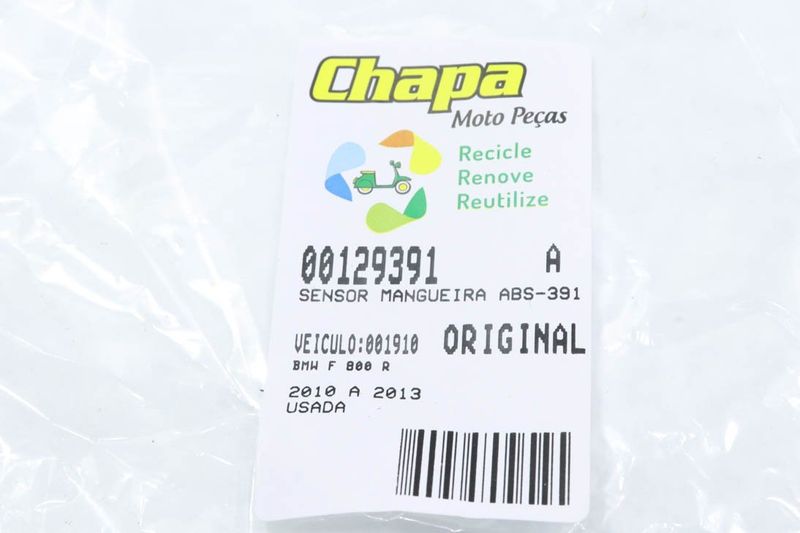 Chapa
Moto Peças
Recicle
Renove
Reutilize
00129391 A
SENSOR MANGUEIRA ABS-391
VEICULO:001910 ORIGINAL
BMW F 800 R
2010 A 2013
USADA